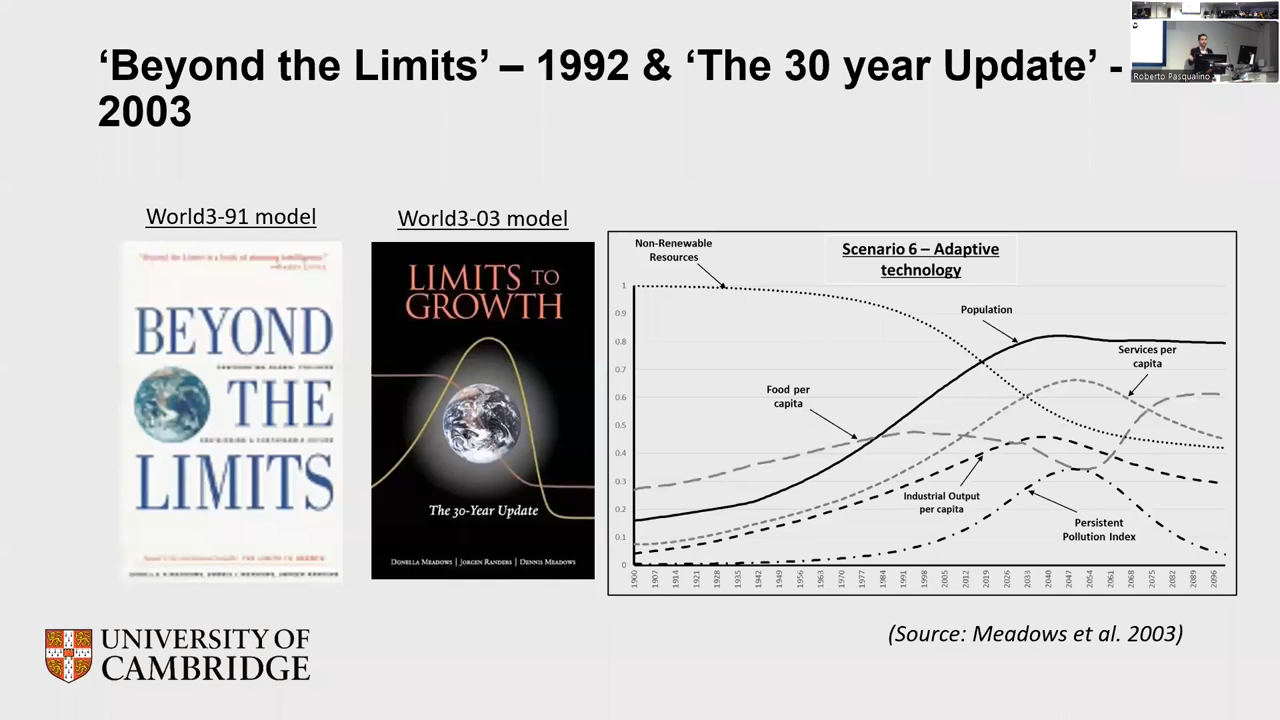 ‘Beyond the Limits’ – 1992 & ‘The 30 year Update’ -
2003
Roberto Pasqualino
World3-91 model
World3-03 model
BEYOND
THE
LIMITS
LIMITS TO
GROWTH
The 30-Year Update
DONELLA MEADOWS | JORGEN RANDERS | DENNIS MEADOWS
Scenario 6 – Adaptive
technology
Non-Renewable
Resources
Population
Services per
capita
Food per
capita
Industrial Output
per capita
Persistent
Pollution Index
1
0.9
0.8
0.7
0.6
0.5
0.4
0.3
0.2
0.1
0
1900 1907 1914 1921 1928 1935 1942 1949 1956 1963 1970 1977 1984 1991 1998 2005 2012 2019 2026 2033 2040 2047 2054 2061 2068 2075 2082 2089 2096
(Source: Meadows et al. 2003)
UNIVERSITY OF
CAMBRIDGE